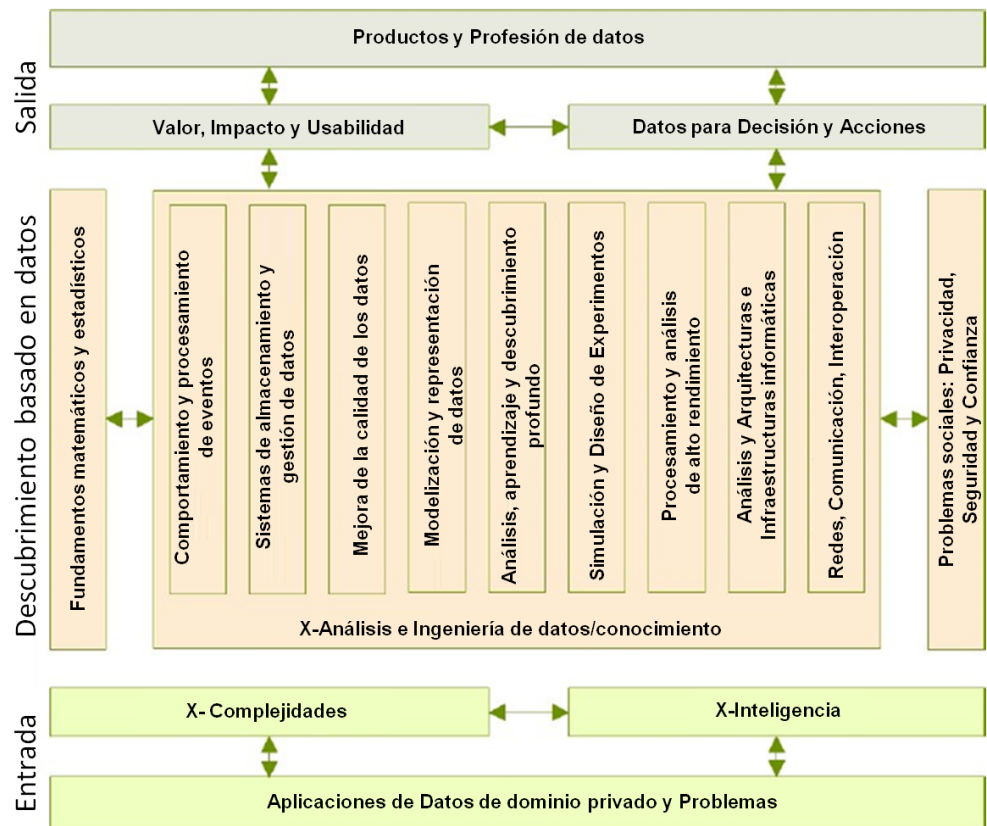 Salida
Productos y Profesión de datos
Valor, Impacto y Usabilidad
Datos para Decisión y Acciones
Descubrimiento basado en datos
Fundamentos matemáticos y estadísticos
Comportamiento y procesamiento
de eventos
Sistemas de almacenamiento y
gestión de datos
Mejora de la calidad de los datos
Modelización y representación
de datos
Análisis, aprendizaje y descubrimiento
profundo
Simulación y Diseño de Experimentos
Procesamiento y análisis
de alto rendimiento
Análisis y Arquitecturas e
Infraestructuras informáticas
Redes, Comunicación, Interoperación
X-Análisis e Ingeniería de datos/conocimiento
Problemas sociales: Privacidad,
Seguridad y Confianza
Entrada
X- Complejidades
X-Inteligencia
Aplicaciones de Datos de dominio privado y Problemas